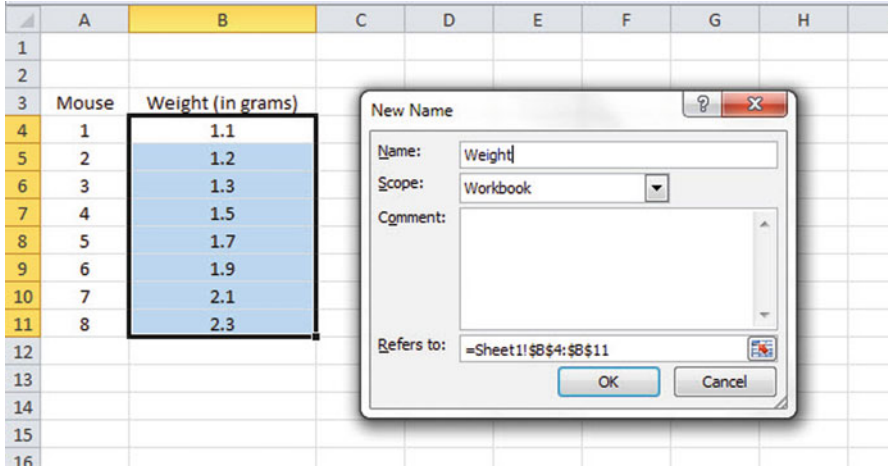 A B C D E F G H
1
2
3 Mouse Weight (in grams)
4 1 1.1
5 2 1.2
6 3 1.3
7 4 1.5
8 5 1.7
9 6 1.9
10 7 2.1
11 8 2.3
12
13
14
15
16
New Name
Name: Weight
Scope: Workbook
Comment:
Refers to: =Sheet1!$B$4:$B$11
OK Cancel